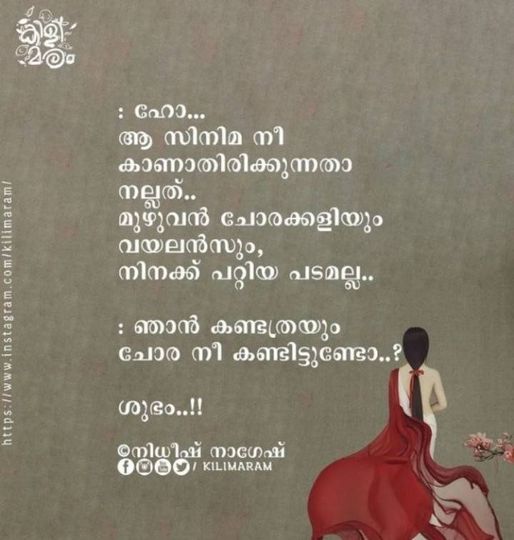 കിളി
മരം
: ഹോ...
ആ സിനിമ നീ
കാണാതിരിക്കുന്നതാ
നല്ലത്..
മുഴുവൻ ചോരക്കളിയും
വയലൻസും,
നിനക്ക് പറ്റിയ പടമല്ല..
: ഞാൻ കണ്ടത്രയും
ചോര നീ കണ്ടിട്ടുണ്ടോ..?
ശുഭം..!!
©നിധീഷ് നാഗേഷ്
/ KILIMARAM
https://www.instagram.com/kilimaram/